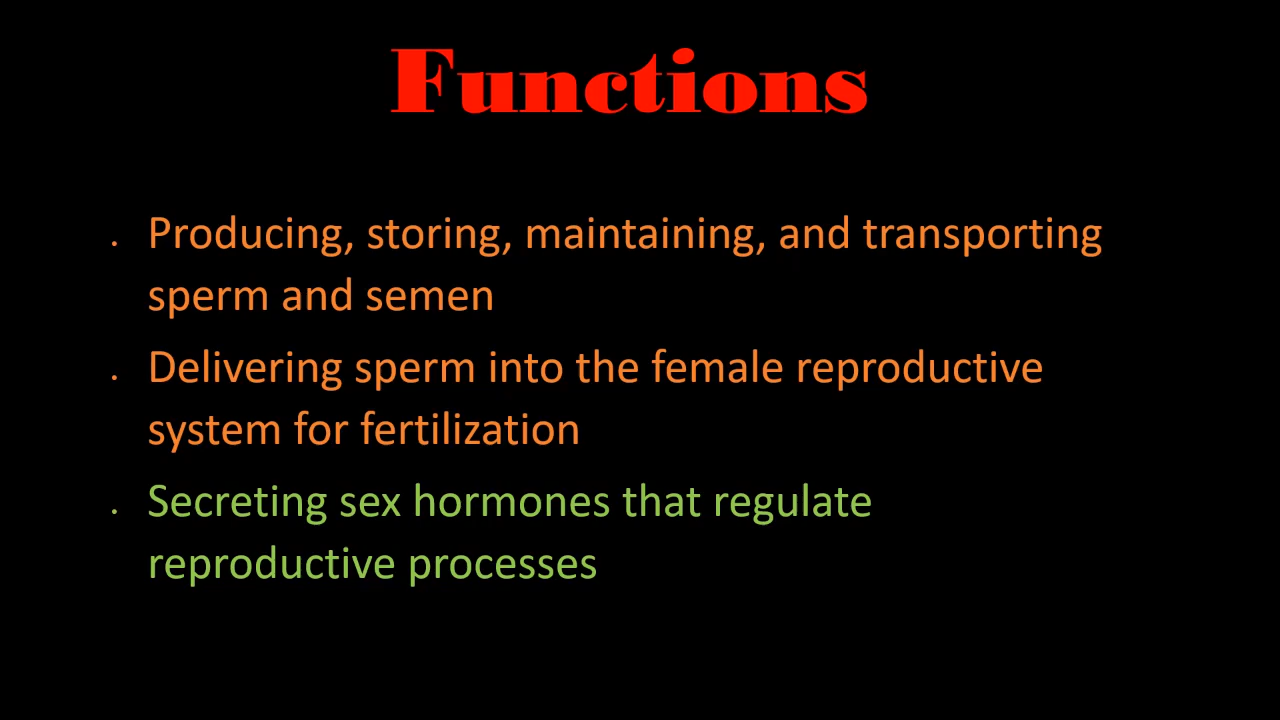 Functions
• Producing, storing, maintaining, and transporting
sperm and semen
• Delivering sperm into the female reproductive
system for fertilization
• Secreting sex hormones that regulate
reproductive processes